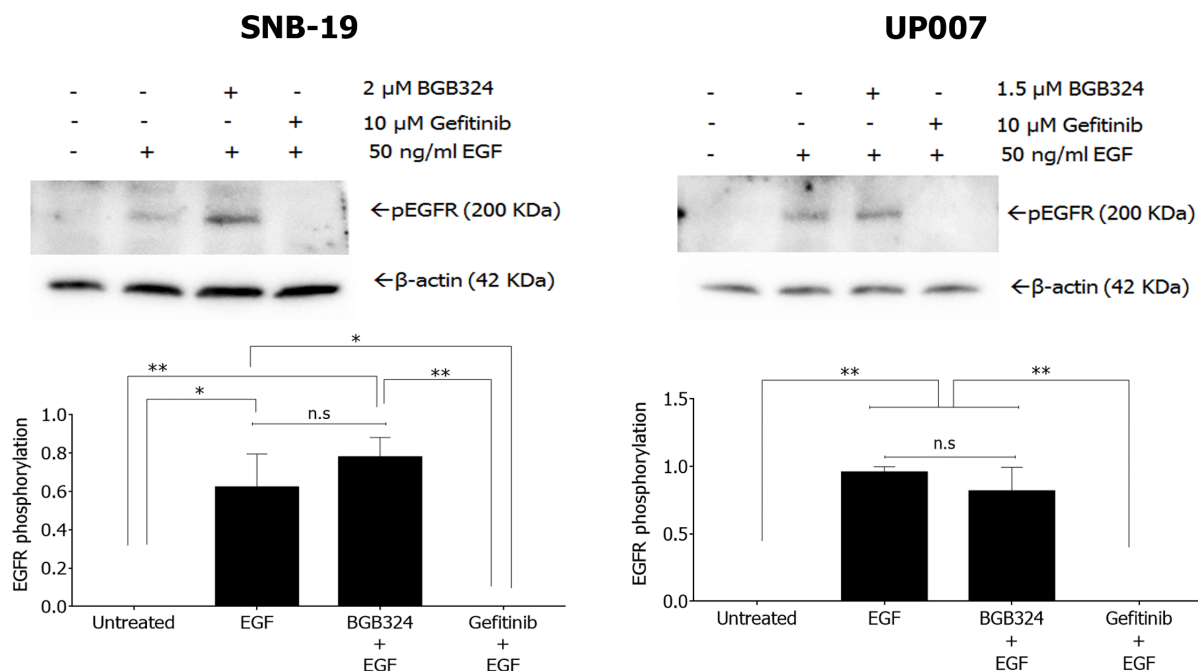 SNB-19
- - + - 2 µM BGB324
- - - + 10 µM Gefitinib
- + + + 50 ng/ml EGF
←pEGFR (200 KDa)
←β-actin (42 KDa)
*
**
**
*
n.s
EGFR phosphorylation
1.0
0.8
0.6
0.4
0.2
0.0
Untreated
EGF
BGB324
+
EGF
Gefitinib
+
EGF
UP007
- - + - 1.5 µM BGB324
- - - + 10 µM Gefitinib
- + + + 50 ng/ml EGF
←pEGFR (200 KDa)
←β-actin (42 KDa)
**
**
n.s
EGFR phosphorylation
1.5
1.0
0.5
0.0
Untreated
EGF
BGB324
+
EGF
Gefitinib
+
EGF